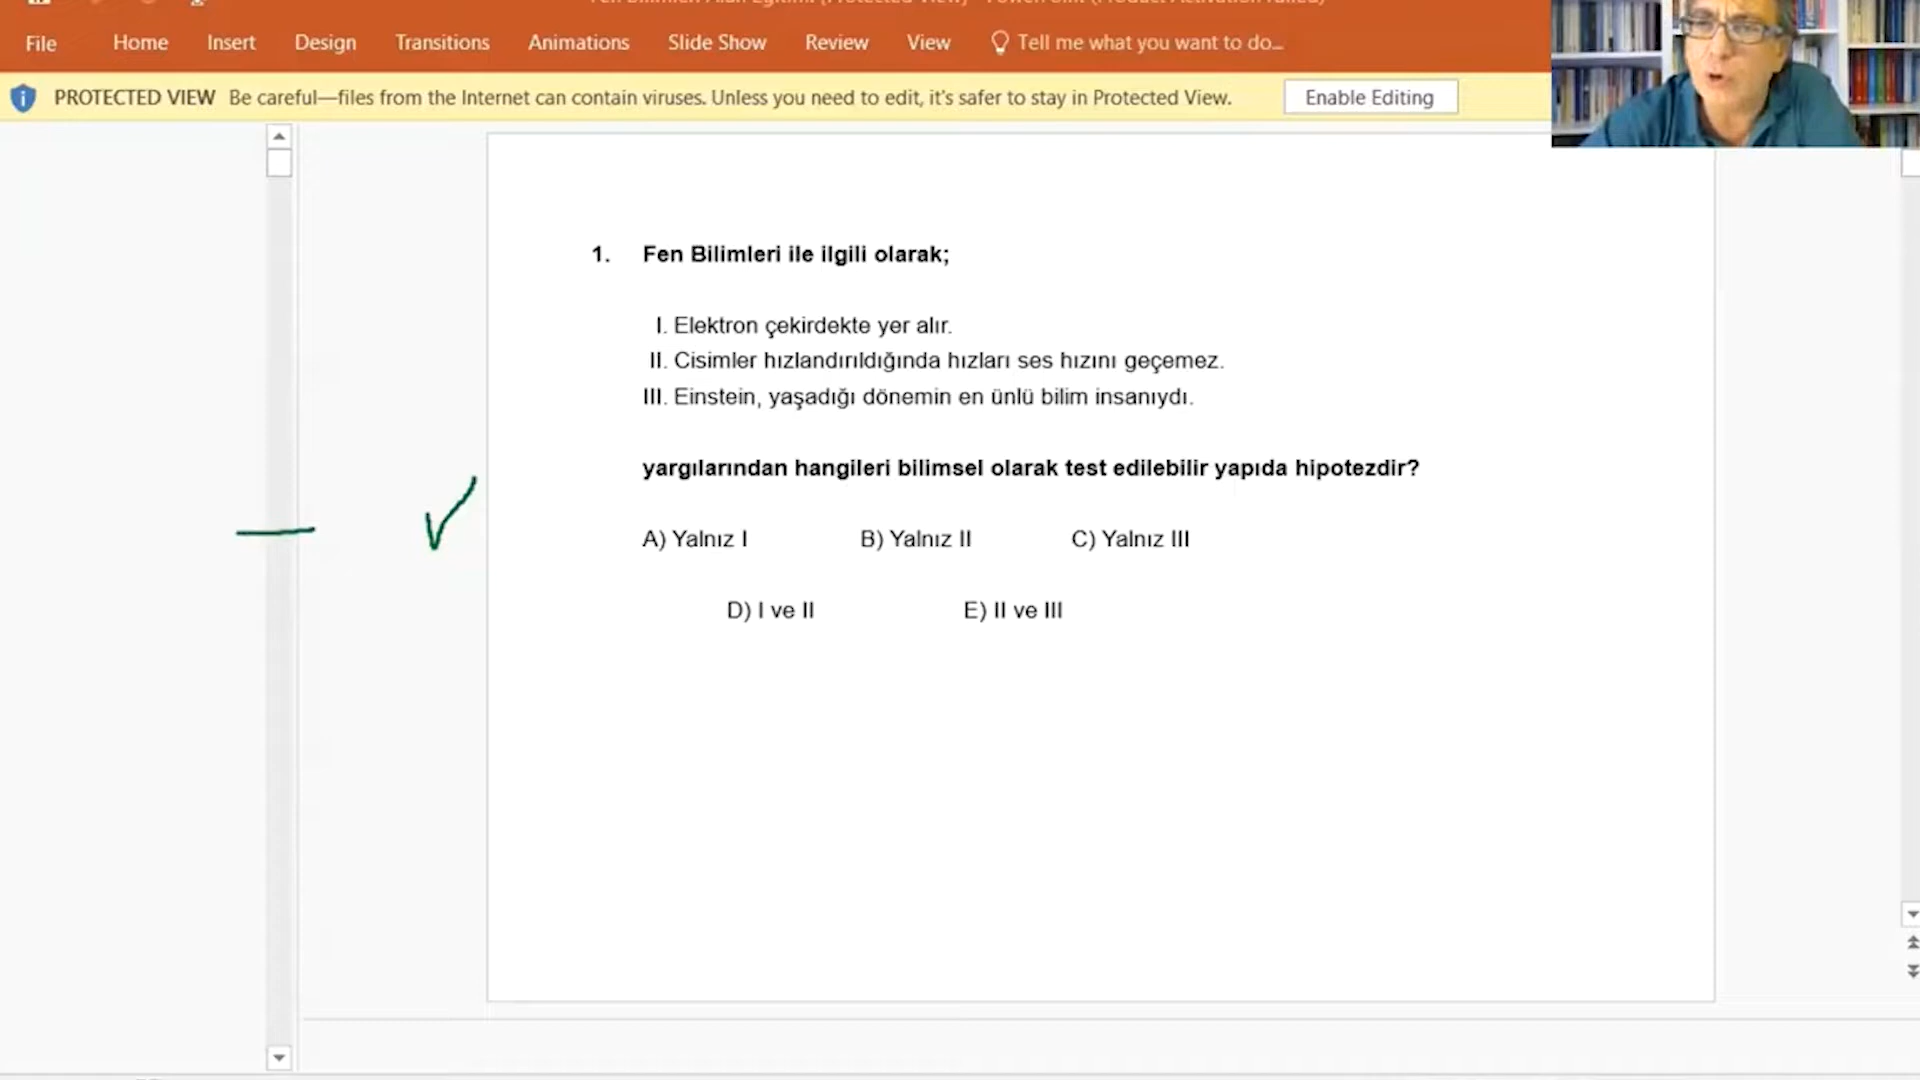 File Home Insert Design Transitions Animations Slide Show Review View Tell me what you want to do...
PROTECTED VIEW Be careful—files from the Internet can contain viruses. Unless you need to edit, it's safer to stay in Protected View. Enable Editing
1. Fen Bilimleri ile ilgili olarak;
I. Elektron çekirdekte yer alır.
II. Cisimler hızlandırıldığında hızları ses hızını geçemez.
III. Einstein, yaşadığı dönemin en ünlü bilim insanıydı.
yargılarından hangileri bilimsel olarak test edilebilir yapıda hipotezdir?
A) Yalnız I B) Yalnız II C) Yalnız III
D) I ve II E) II ve III